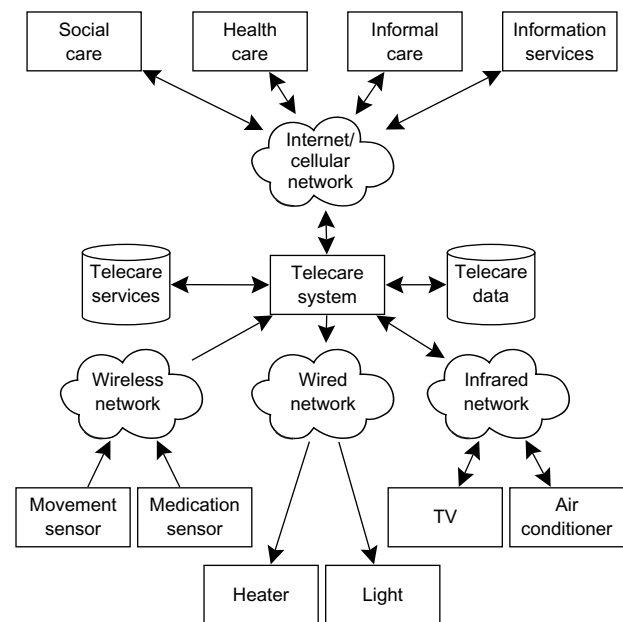 Social
care
Health
care
Informal
care
Information
services
Internet/
cellular
network
Telecare
services
Telecare
system
Telecare
data
Wireless
network
Wired
network
Infrared
network
Movement
sensor
Medication
sensor
TV
Air
conditioner
Heater
Light